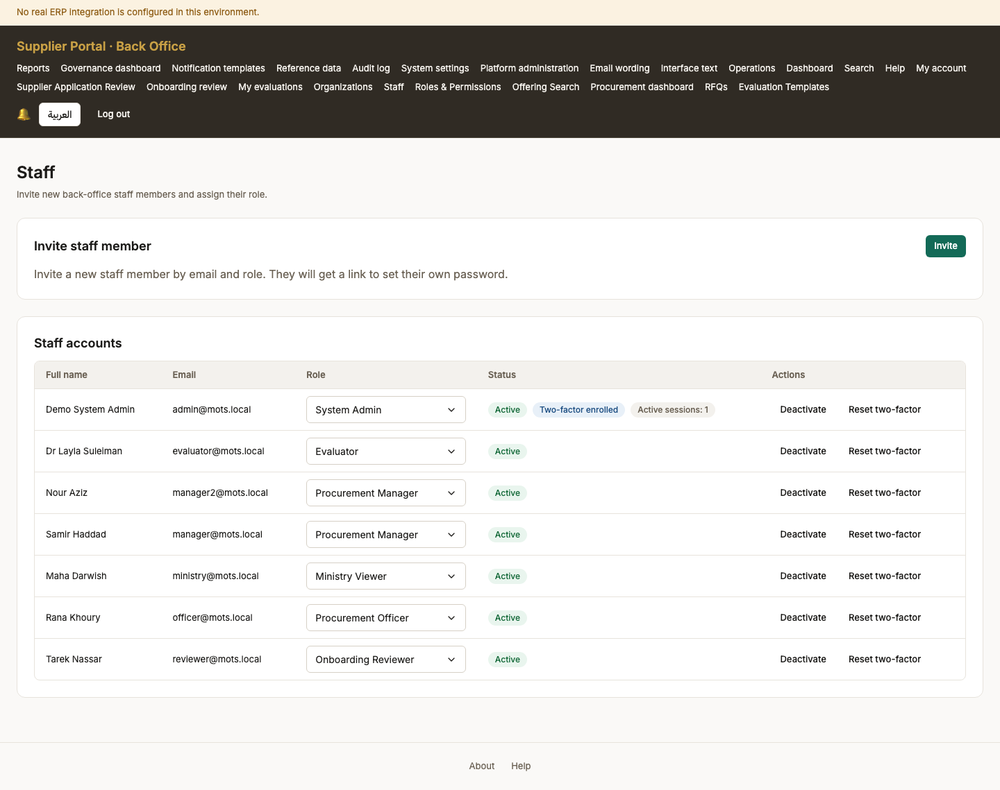 No real ERP integration is configured in this environment.
Supplier Portal · Back Office
Reports Governance dashboard Notification templates Reference data Audit log System settings Platform administration Email wording Interface text Operations Dashboard Search Help My account
Supplier Application Review Onboarding review My evaluations Organizations Staff Roles & Permissions Offering Search Procurement dashboard RFQs Evaluation Templates
العربية Log out
Staff
Invite new back-office staff members and assign their role.
Invite staff member Invite
Invite a new staff member by email and role. They will get a link to set their own password.
Staff accounts
Full name Email Role Status Actions
Demo System Admin admin@mots.local System Admin Active Two-factor enrolled Active sessions: 1 Deactivate Reset two-factor
Dr Layla Suleiman evaluator@mots.local Evaluator Active Deactivate Reset two-factor
Nour Aziz manager2@mots.local Procurement Manager Active Deactivate Reset two-factor
Samir Haddad manager@mots.local Procurement Manager Active Deactivate Reset two-factor
Maha Darwish ministry@mots.local Ministry Viewer Active Deactivate Reset two-factor
Rana Khoury officer@mots.local Procurement Officer Active Deactivate Reset two-factor
Tarek Nassar reviewer@mots.local Onboarding Reviewer Active Deactivate Reset two-factor
About Help